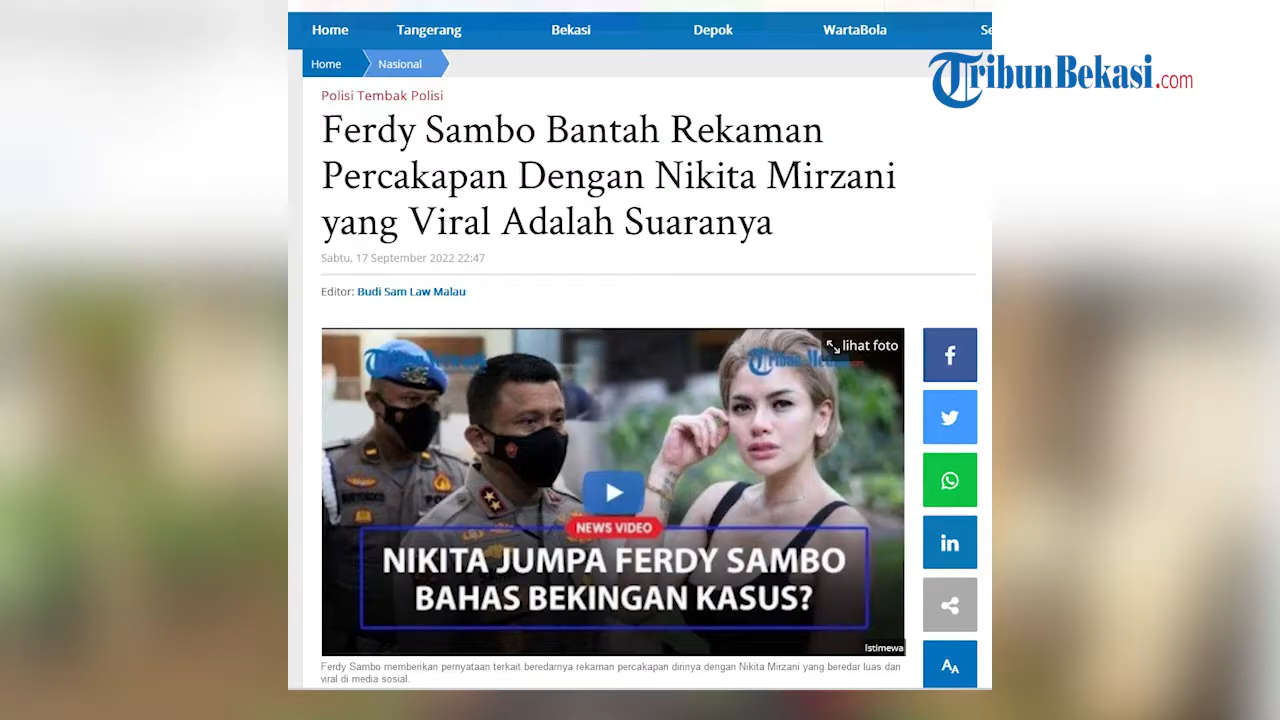 Home Tangerang Bekasi Depok WartaBola Se
Home Nasional
TribunBekasi.com
Polisi Tembak Polisi
Ferdy Sambo Bantah Rekaman
Percakapan Dengan Nikita Mirzani
yang Viral Adalah Suaranya
Sabtu, 17 September 2022 22:47
Editor: Budi Sam Law Malau
lihat foto
NEWS VIDEO
NIKITA JUMPA FERDY SAMBO
BAHAS BEKINGAN KASUS?
Istimewa
Ferdy Sambo memberikan pernyataan terkait beredarnya rekaman percakapan dirinya dengan Nikita Mirzani yang beredar luas dan
viral di media sosial.